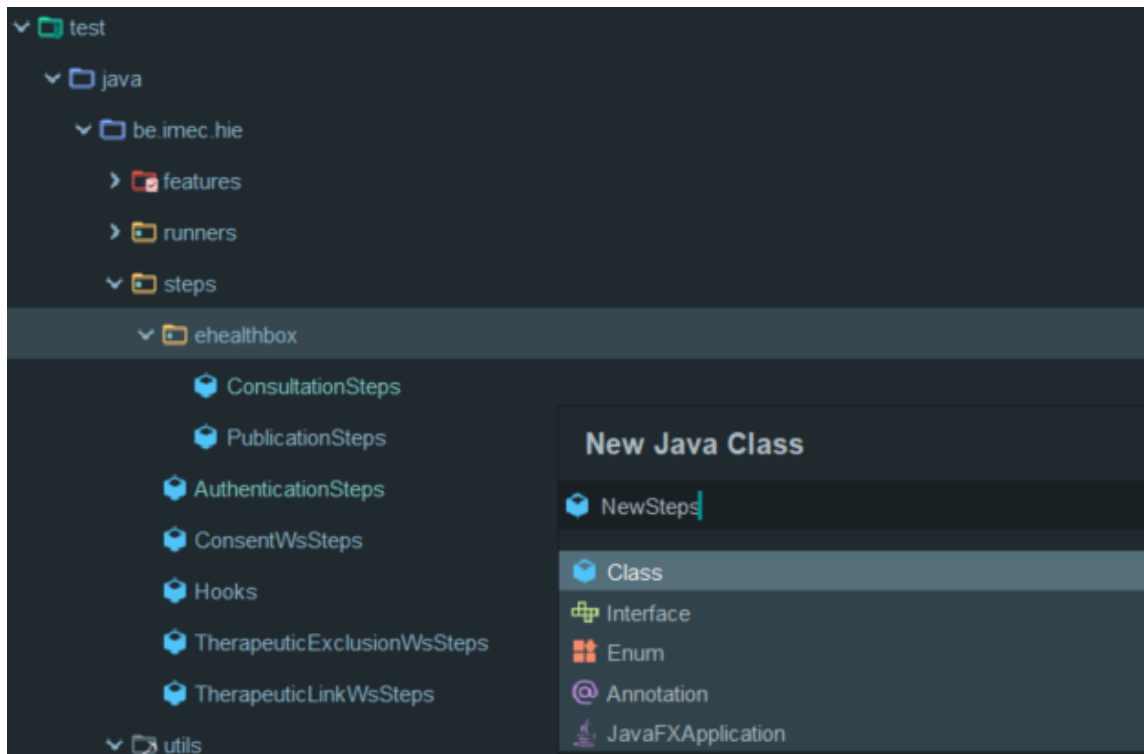 test
java
be.imec.hie
features
runners
steps
ehealthbox
ConsultationSteps
PublicationSteps
AuthenticationSteps
ConsentWsSteps
Hooks
TherapeuticExclusionWsSteps
TherapeuticLinkWsSteps
utils
New Java Class
NewSteps
Class
Interface
Enum
Annotation
JavaFXApplication